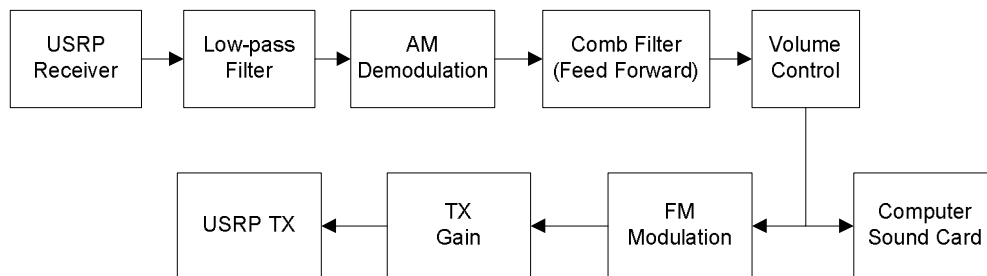 USRP
Receiver
Low-pass
Filter
AM
Demodulation
Comb Filter
(Feed Forward)
Volume
Control
USRP TX
TX
Gain
FM
Modulation
Computer
Sound Card